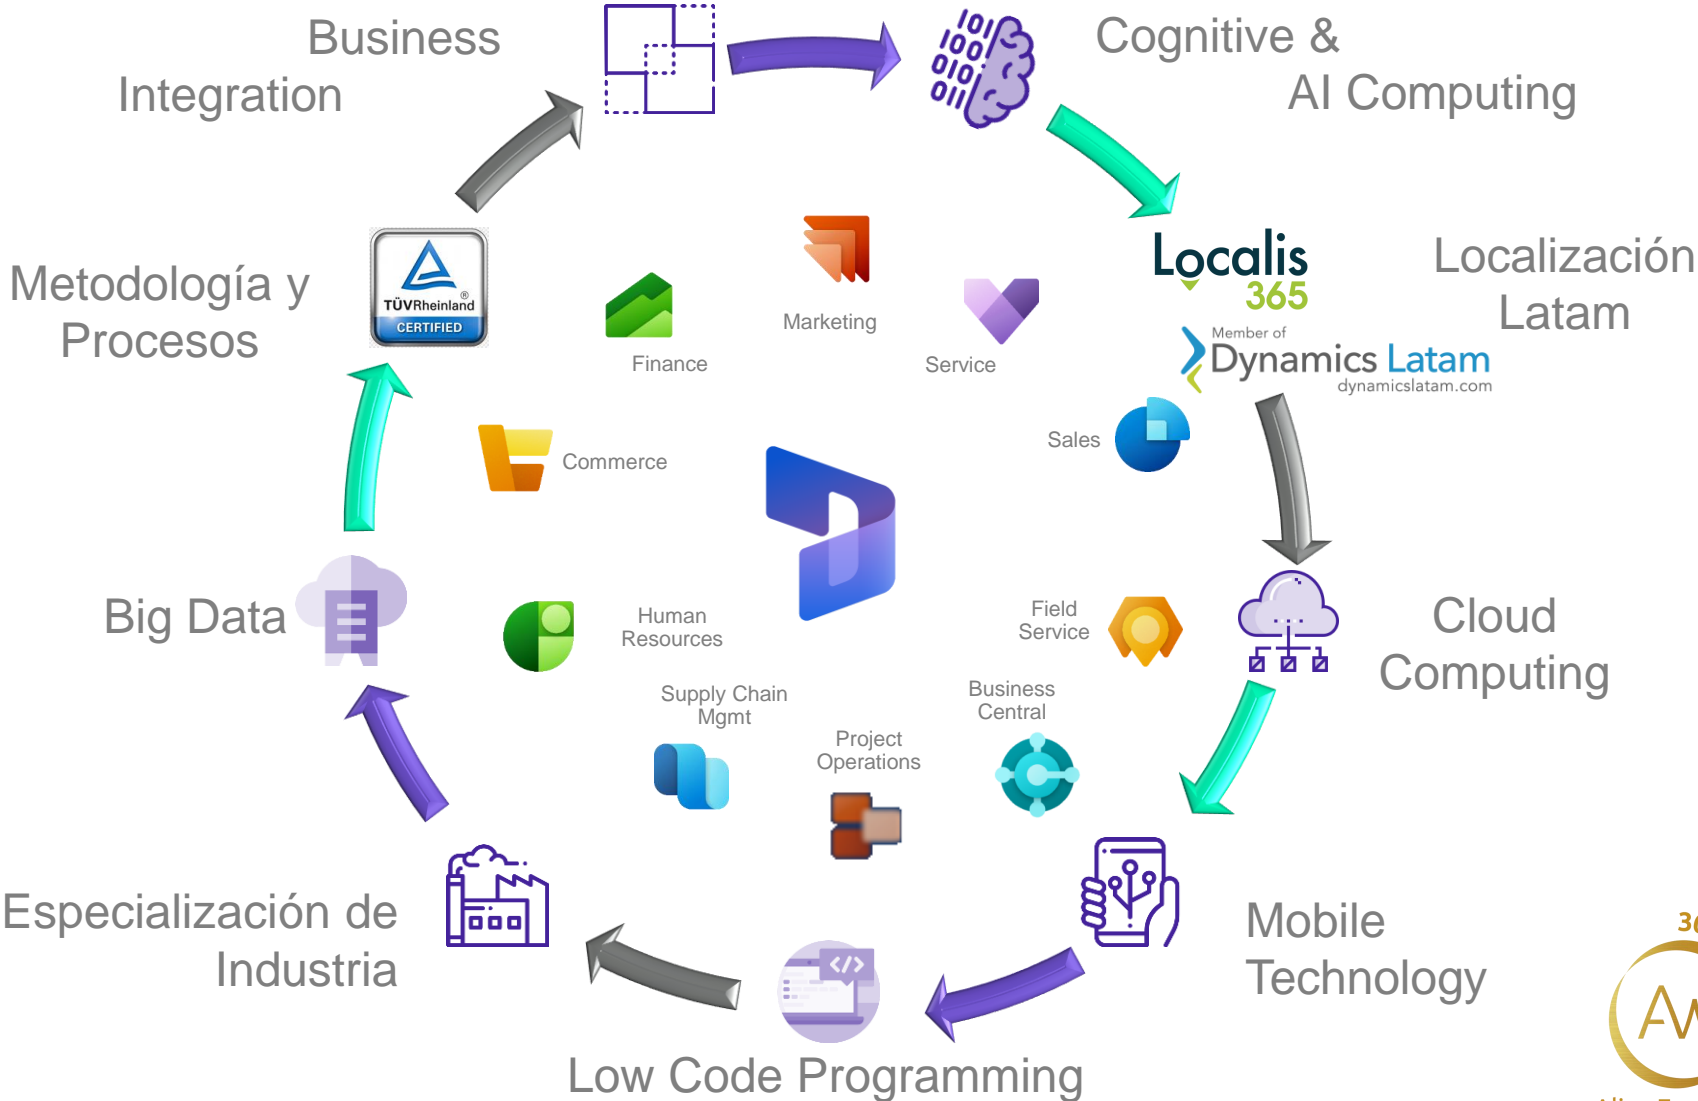 Business
Integration
Cognitive &
AI Computing
Localis
365
Localización
Latam
Member of
Dynamics Latam
dynamicslatam.com
Metodología y
Procesos
TÜVRheinland®
CERTIFIED
Marketing
Finance
Service
Sales
Commerce
Big Data
Human
Resources
Field
Service
Cloud
Computing
Supply Chain
Mgmt
Business
Central
Project
Operations
Especialización de
Industria
Mobile
Technology
</>
Low Code Programming